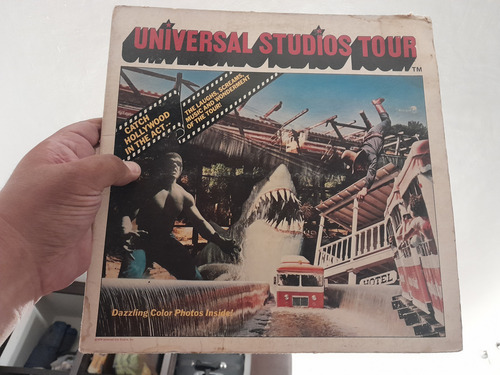 UNIVERSAL STUDIOS TOUR
TM
CATCH
HOLLYWOOD
IN THE ACT
THE LAUGHS, SCREAMS,
MUSIC AND WONDERMENT
OF THE TOUR!
HOTEL
Dazzling Color Photos Inside!